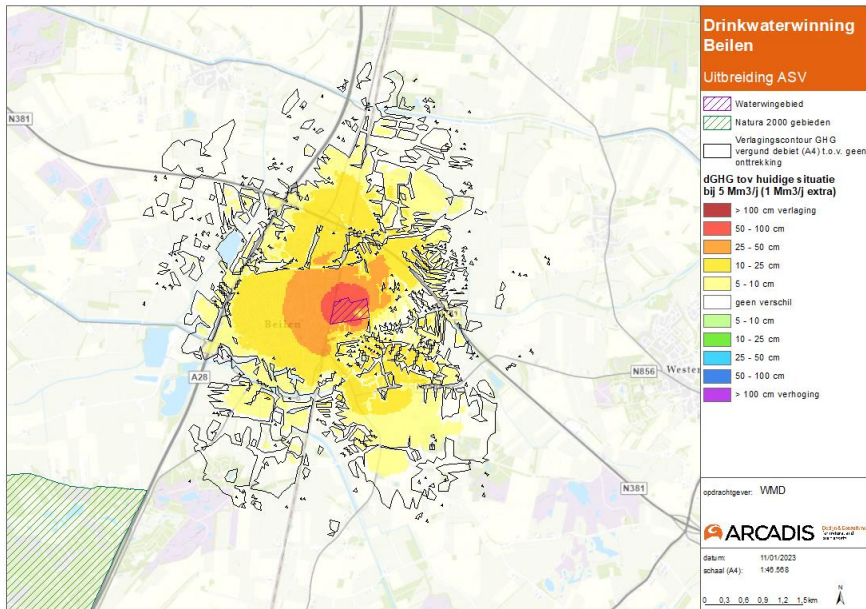 Drinkwaterwinning
Beilen
Uitbreiding ASV
Waterwingebied
Natura 2000 gebieden
Verlagingscontour GHG
vergund debiet (A4) t.o.v. geen
onttrekking
dGHG tov huidige situatie
bij 5 Mm3/j (1 Mm3/j extra)
> 100 cm verlaging
50 - 100 cm
25 - 50 cm
10 - 25 cm
5 - 10 cm
geen verschil
5 - 10 cm
10 - 25 cm
25 - 50 cm
50 - 100 cm
> 100 cm verhoging
opdrachtgever: WMD
ARCADIS
datum: 11/01/2023
schaal (A4): 1:46.568
0 0,3 0,6 0,9 1,2 1,5km
N
N381
Beilen
A28
N856
Wester
N381